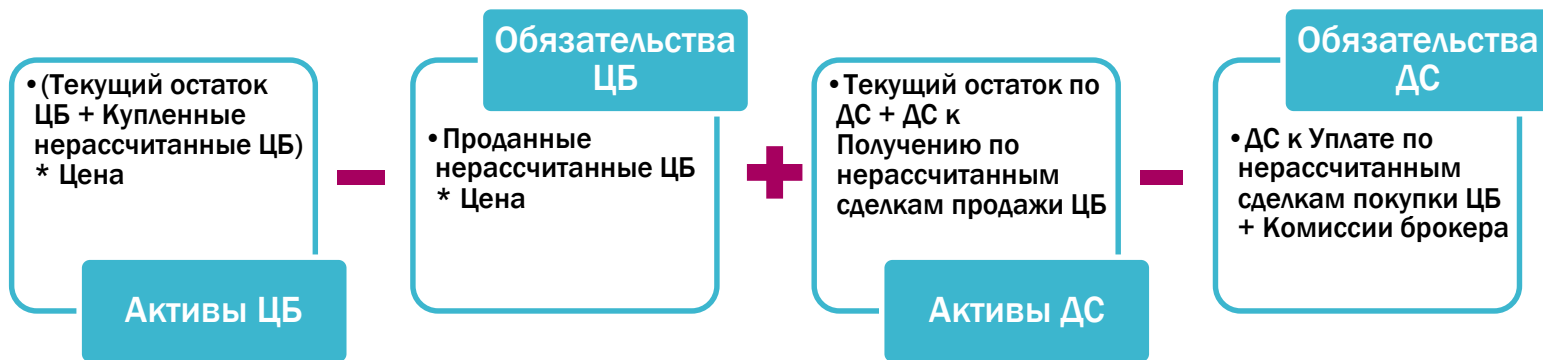 •(Текущий остаток
ЦБ + Купленные
нерассчитанные ЦБ)
* Цена
Активы ЦБ
Обязательства
ЦБ
•Проданные
нерассчитанные ЦБ
* Цена
•Текущий остаток по
ДС + ДС к
Получению по
нерассчитанным
сделкам продажи ЦБ
Активы ДС
Обязательства
ДС
•ДС к Уплате по
нерассчитанным
сделкам покупки ЦБ
+ Комиссии брокера